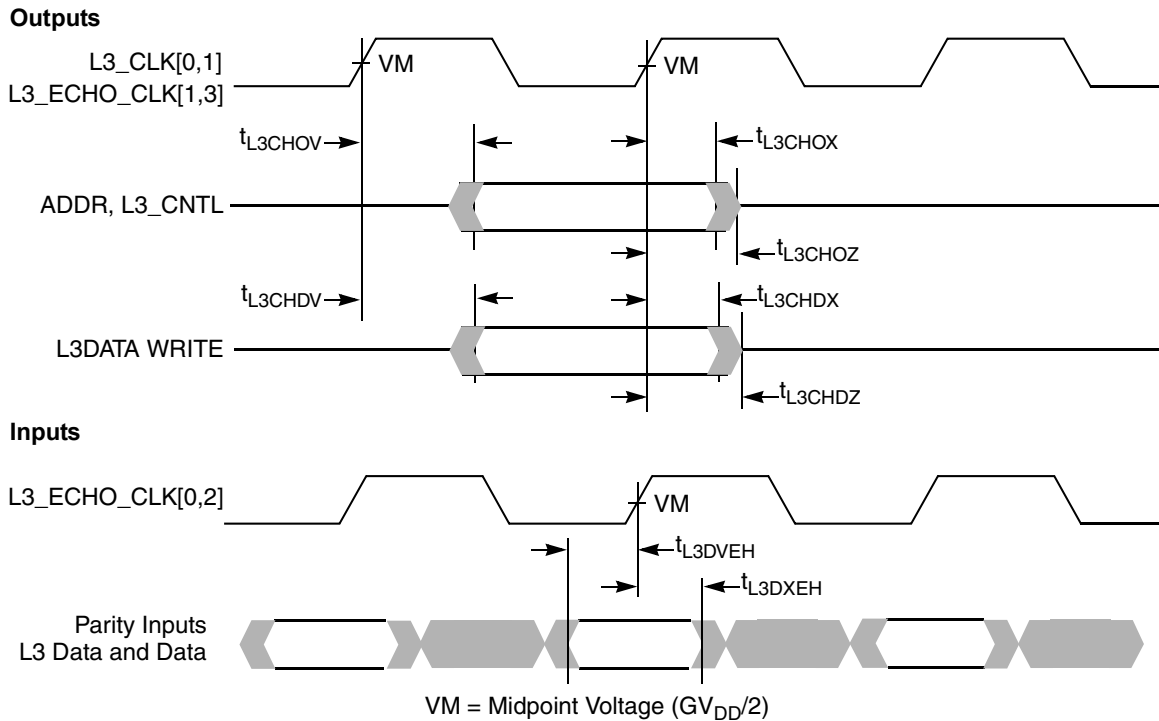 Outputs
L3_CLK[0,1]
VM
VM
L3_ECHO_CLK[1,3]
tL3CHOV
tL3CHOX
ADDR, L3_CNTL
tL3CHOZ
tL3CHDV
tL3CHDX
L3DATA WRITE
tL3CHDZ
Inputs
L3_ECHO_CLK[0,2]
VM
tL3DVEH
tL3DXEH
Parity Inputs
L3 Data and Data
VM = Midpoint Voltage (GVDD/2)